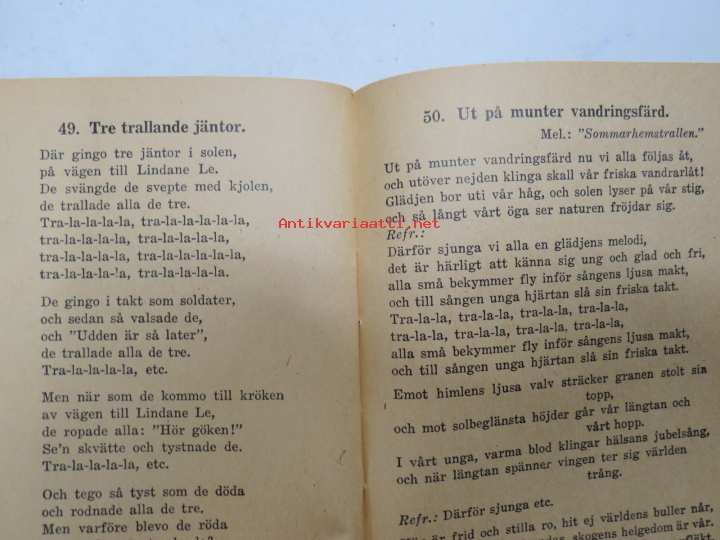 49. Tre trallande jäntor.
Där gingo tre jäntor i solen,
på vägen till Lindane Le.
De svängde de svepte med kjolen,
de trallade alla de tre.
Tra-la-la-la-la, tra-la-la-la-la-la,
tra-la-la-la-la, tra-la-la-la-la,
tra-la-la-la-la, tra-la-la-la-la,
tra-la-la-la-'a, tra-la-la-la-la.
De gingo i takt som soldater,
och sedan så valsade de,
och "Udden är så later",
de trallade alla de tre.
Tra-la-la-la-la, etc.
Men när som de kommo till kröken
av vägen till Lindane Le,
de ropade alla: "Hör göken!"
Se'n skvätte och tystnade de.
Tra-la-la-la-la, etc.
Och tego så tyst som de döda
och rodnade alla de tre.
Men varföre blevo de röda
50. Ut på munter vandringsfärd.
Mel.: "Sommarhemstrallen."
Ut på munter vandringsfärd nu vi alla följas åt,
och utöver nejden klinga skall vår friska vandrarlåt!
Glädjen bor uti vår håg, och solen lyser på vår stig,
och så långt vårt öga ser naturen fröjdar sig.
Refr.:
Därför sjunga vi alla en glädjens melodi,
det är härligt att känna sig ung och glad och fri,
alla små bekymmer fly inför sångens ljusa makt,
och till sången unga hjärtan slå sin friska takt.
Tra-la-la, tra-la-la, tra-la-la, tra-la-la,
tra-la-la, tra-la-la, tra-la-la, tra-la-la,
alla små bekymmer fly inför sångens ljusa makt,
och till sången unga hjärtan slå sin friska takt.
Emot himlens ljusa valv sträcker granen stolt sin
topp,
och mot solbeglänsta höjder går vår längtan och
vårt hopp.
I vårt unga, varma blod klingar hälsans jubelsång,
och när längtan spänner vingen ter sig världen
trång.
Refr.: Därför sjunga etc.
är frid och stilla ro, hit ej världens buller når,
skogens helgedom är vår.
Antikvariaatti.net